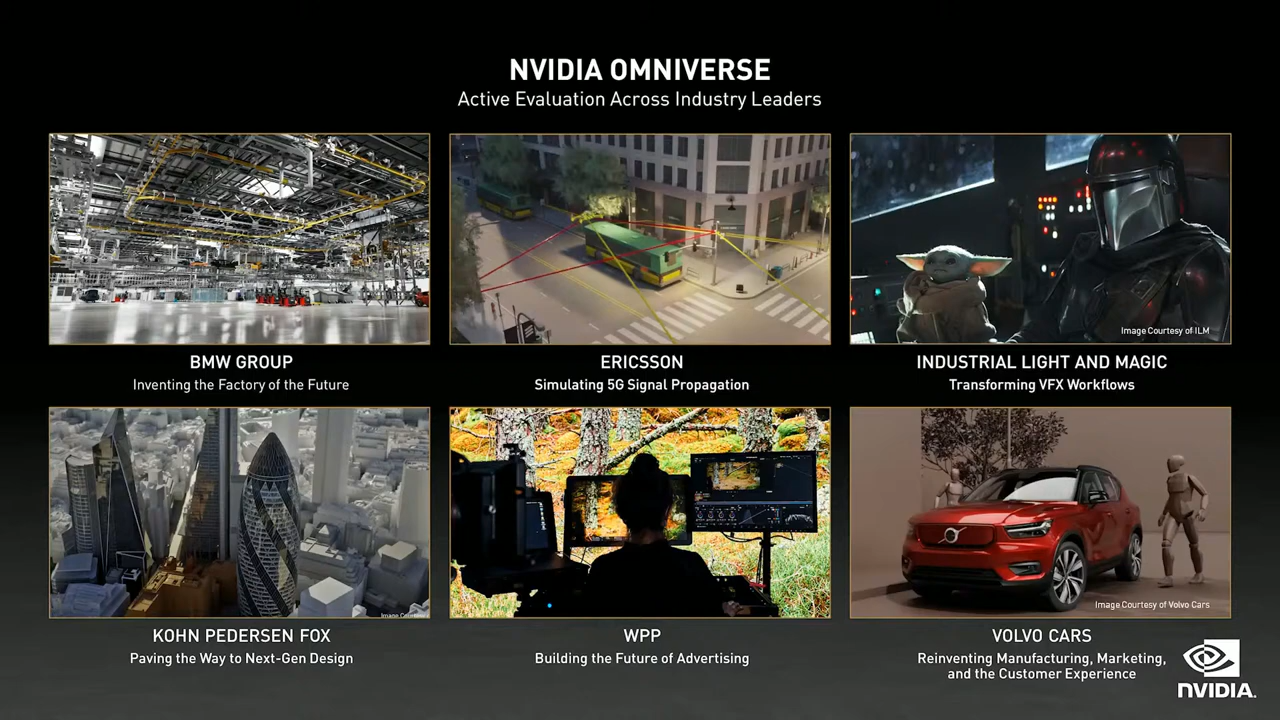 NVIDIA OMNIVERSE
Active Evaluation Across Industry Leaders
Image Courtesy of ILM
BMW GROUP
Inventing the Factory of the Future
ERICSSON
Simulating 5G Signal Propagation
INDUSTRIAL LIGHT AND MAGIC
Transforming VFX Workflows
Image
Image Courtesy of Volvo Cars
KOHN PEDERSEN FOX
Paving the Way to Next-Gen Design
WPP
Building the Future of Advertising
VOLVO CARS
Reinventing Manufacturing, Marketing,
and the Customer Experience
NVIDIA.